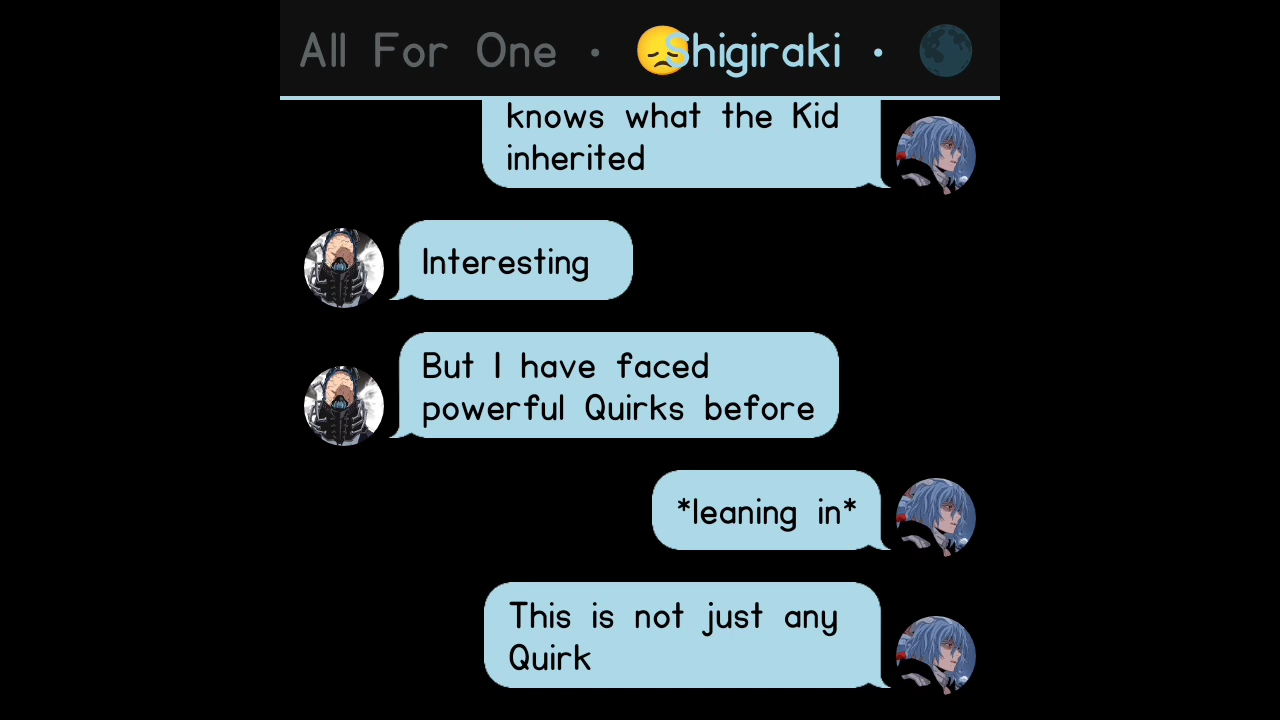 All For One • Shigiraki •
knows what the Kid
inherited
Interesting
But I have faced
powerful Quirks before
*leaning in*
This is not just any
Quirk